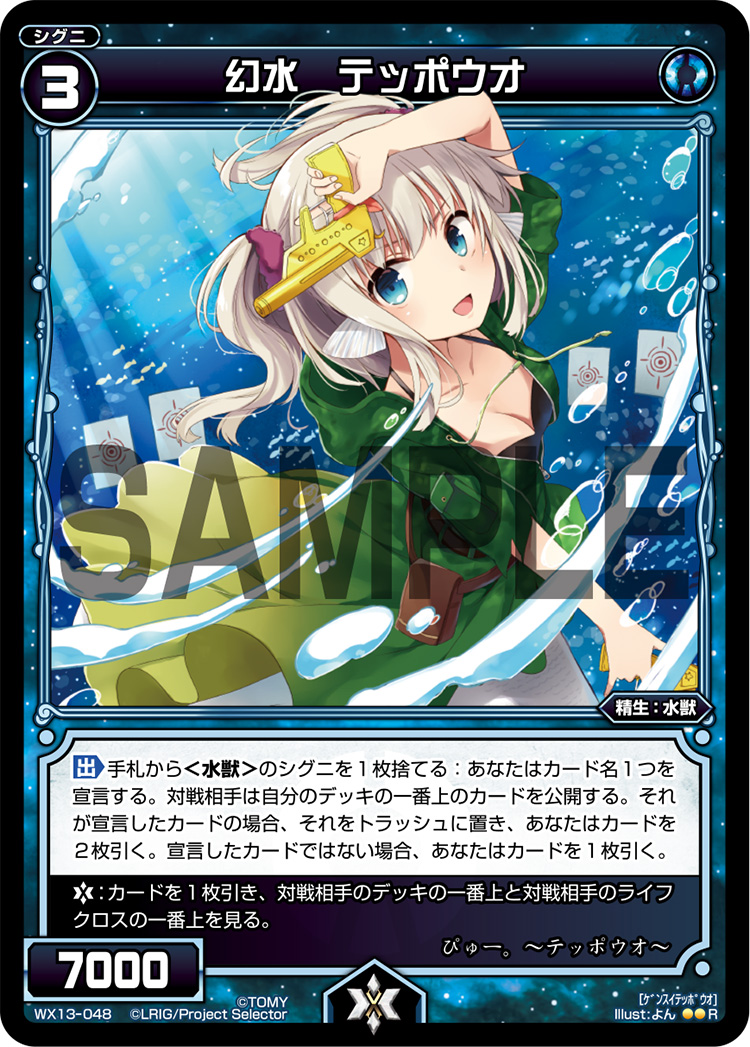 シグニ
3
幻水　テッポウオ
SAMPLE
精生：水獣
出 手札から＜水獣＞のシグニを１枚捨てる：あなたはカード名１つを
宣言する。対戦相手は自分のデッキの一番上のカードを公開する。それ
が宣言したカードの場合、それをトラッシュに置き、あなたはカードを
２枚引く。宣言したカードではない場合、あなたはカードを１枚引く。
：カードを１枚引き、対戦相手のデッキの一番上と対戦相手のライフ
クロスの一番上を見る。
ぴゅー。～テッポウオ～
7000
WX13-048 ©TOMY ©LRIG/Project Selector
[ｹﾞﾝｽｲﾃｯﾎﾟｳｵ]
Illust:よん R